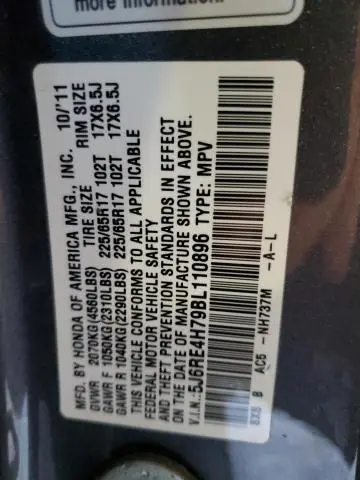 more information.
MFD. BY HONDA OF AMERICA MFG., INC. 10/'11
GVWR 2070KG(4560LBS) TIRE SIZE RIM SIZE
GAWR F 1050KG(2310LBS) 225/65R17 102T 17X6.5J
GAWR R 1040KG(2290LBS) 225/65R17 102T 17X6.5J
THIS VEHICLE CONFORMS TO ALL APPLICABLE
FEDERAL MOTOR VEHICLE SAFETY
AND THEFT PREVENTION STANDARDS IN EFFECT
ON THE DATE OF MANUFACTURE SHOWN ABOVE.
V.I.N.:5J6RE4H79BL110896 TYPE: MPV
SXS B AC5 -NH737M -A-L